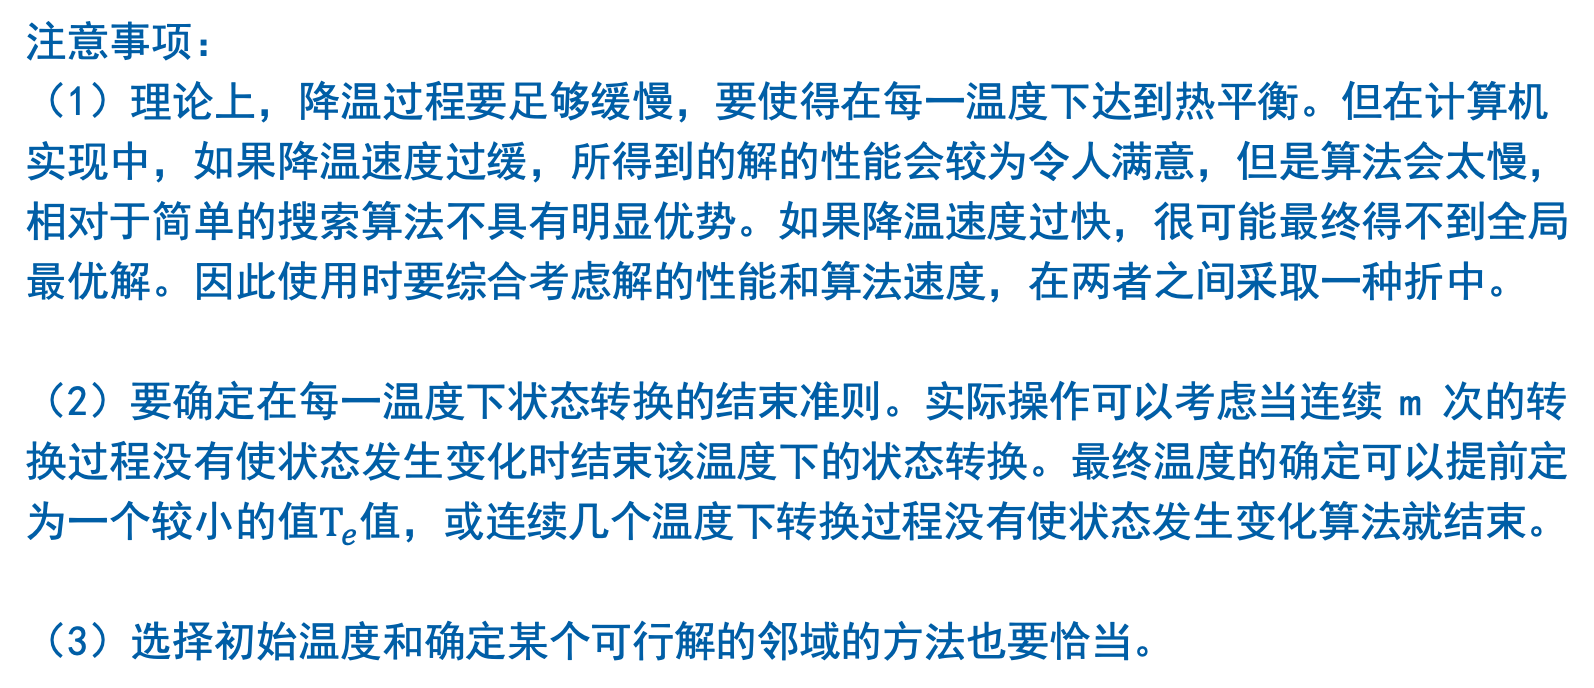 注意事项：
（1）理论上，降温过程要足够缓慢，要使得在每一温度下达到热平衡。但在计算机
实现中，如果降温速度过缓，所得到的解的性能会较为令人满意，但是算法会太慢，
相对于简单的搜索算法不具有明显优势。如果降温速度过快，很可能最终得不到全局
最优解。因此使用时要综合考虑解的性能和算法速度，在两者之间采取一种折中。
（2）要确定在每一温度下状态转换的结束准则。实际操作可以考虑当连续 m 次的转
换过程没有使状态发生变化时结束该温度下的状态转换。最终温度的确定可以提前定
为一个较小的值Tₑ值，或连续几个温度下转换过程没有使状态发生变化算法就结束。
（3）选择初始温度和确定某个可行解的邻域的方法也要恰当。